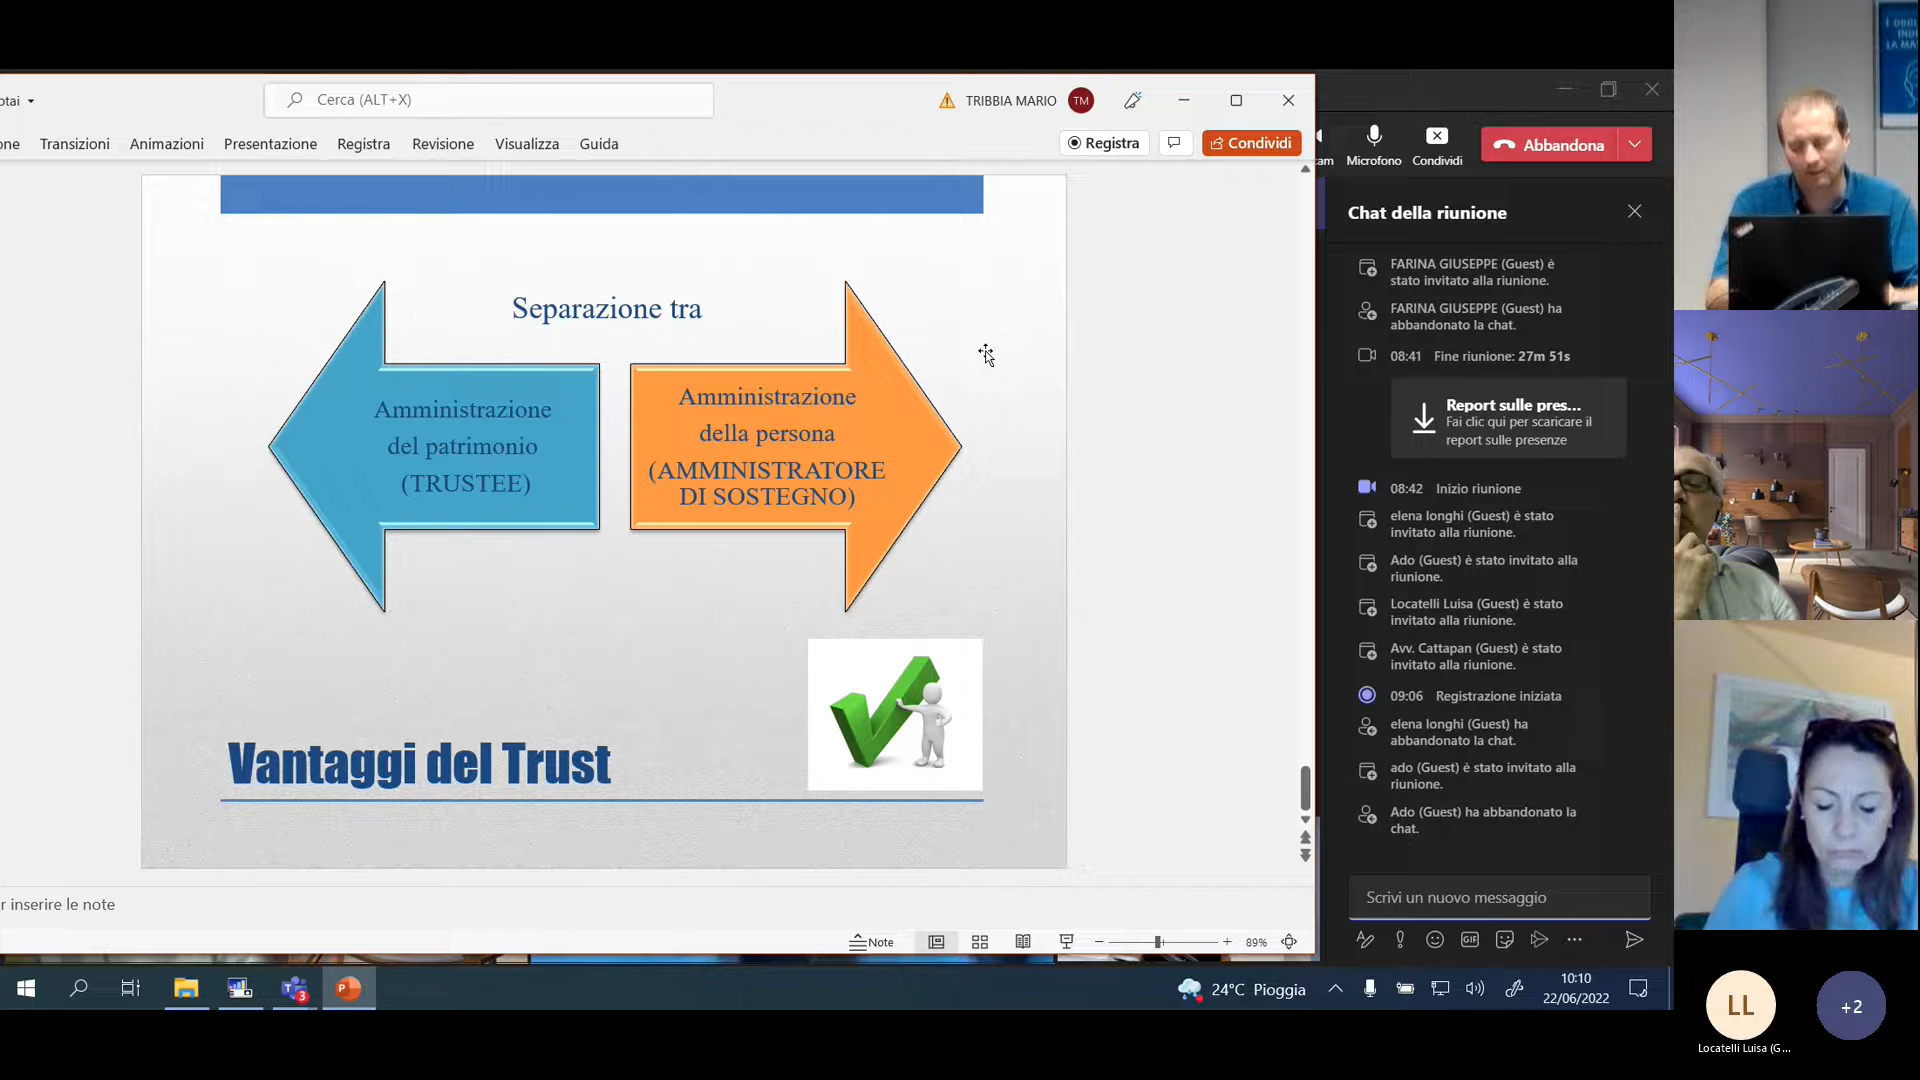 otai
Cerca (ALT+X)
TRIBBIA MARIO
TM
one
Transizioni
Animazioni
Presentazione
Registra
Revisione
Visualizza
Guida
Registra
Condividi
Separazione tra
Amministrazione
del patrimonio
(TRUSTEE)
Amministrazione
della persona
(AMMINISTRATORE
DI SOSTEGNO)
Vantaggi del Trust
r inserire le note
Note
89%
am
Microfono
Condividi
Abbandona
Chat della riunione
FARINA GIUSEPPE (Guest) è
stato invitato alla riunione.
FARINA GIUSEPPE (Guest) ha
abbandonato la chat.
08:41 Fine riunione: 27m 51s
Report sulle pres...
Fai clic qui per scaricare il
report sulle presenze
08:42 Inizio riunione
elena longhi (Guest) è stato
invitato alla riunione.
Ado (Guest) è stato invitato alla
riunione.
Locatelli Luisa (Guest) è stato
invitato alla riunione.
Avv. Cattapan (Guest) è stato
invitato alla riunione.
09:06 Registrazione iniziata
elena longhi (Guest) ha
abbandonato la chat.
ado (Guest) è stato invitato alla
riunione.
Ado (Guest) ha abbandonato la
chat.
Scrivi un nuovo messaggio
GIF
3
P
24°C Pioggia
10:10
22/06/2022
LL
+2
Locatelli Luisa (G...